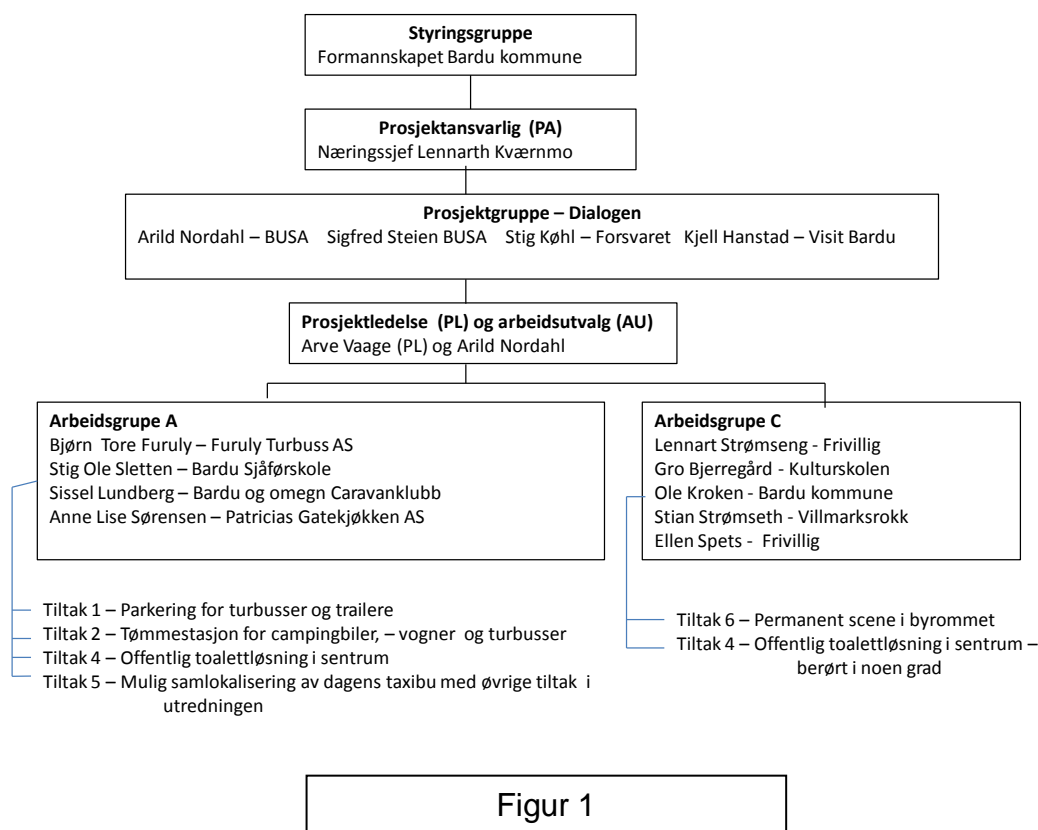 Styringsgruppe
Formannskapet Bardu kommune
Prosjektansvarlig (PA)
Næringssjef Lennarth Kværnmo
Prosjektgruppe – Dialogen
Arild Nordahl – BUSA Sigfred Steien BUSA Stig Køhl – Forsvaret Kjell Hanstad – Visit Bardu
Prosjektledelse (PL) og arbeidsutvalg (AU)
Arve Vaage (PL) og Arild Nordahl
Arbeidsgrupe A
Bjørn Tore Furuly – Furuly Turbuss AS
Stig Ole Sletten – Bardu Sjåførskole
Sissel Lundberg – Bardu og omegn Caravanklubb
Anne Lise Sørensen – Patricias Gatekjøkken AS
Tiltak 1 – Parkering for turbusser og trailere
Tiltak 2 – Tømmestasjon for campingbiler, – vogner og turbusser
Tiltak 4 – Offentlig toalettløsning i sentrum
Tiltak 5 – Mulig samlokalisering av dagens taxibu med øvrige tiltak i
utredningen
Arbeidsgrupe C
Lennart Strømseng - Frivillig
Gro Bjerregård - Kulturskolen
Ole Kroken - Bardu kommune
Stian Strømseth - Villmarksrokk
Ellen Spets - Frivillig
Tiltak 6 – Permanent scene i byrommet
Tiltak 4 – Offentlig toalettløsning i sentrum –
berørt i noen grad
Figur 1